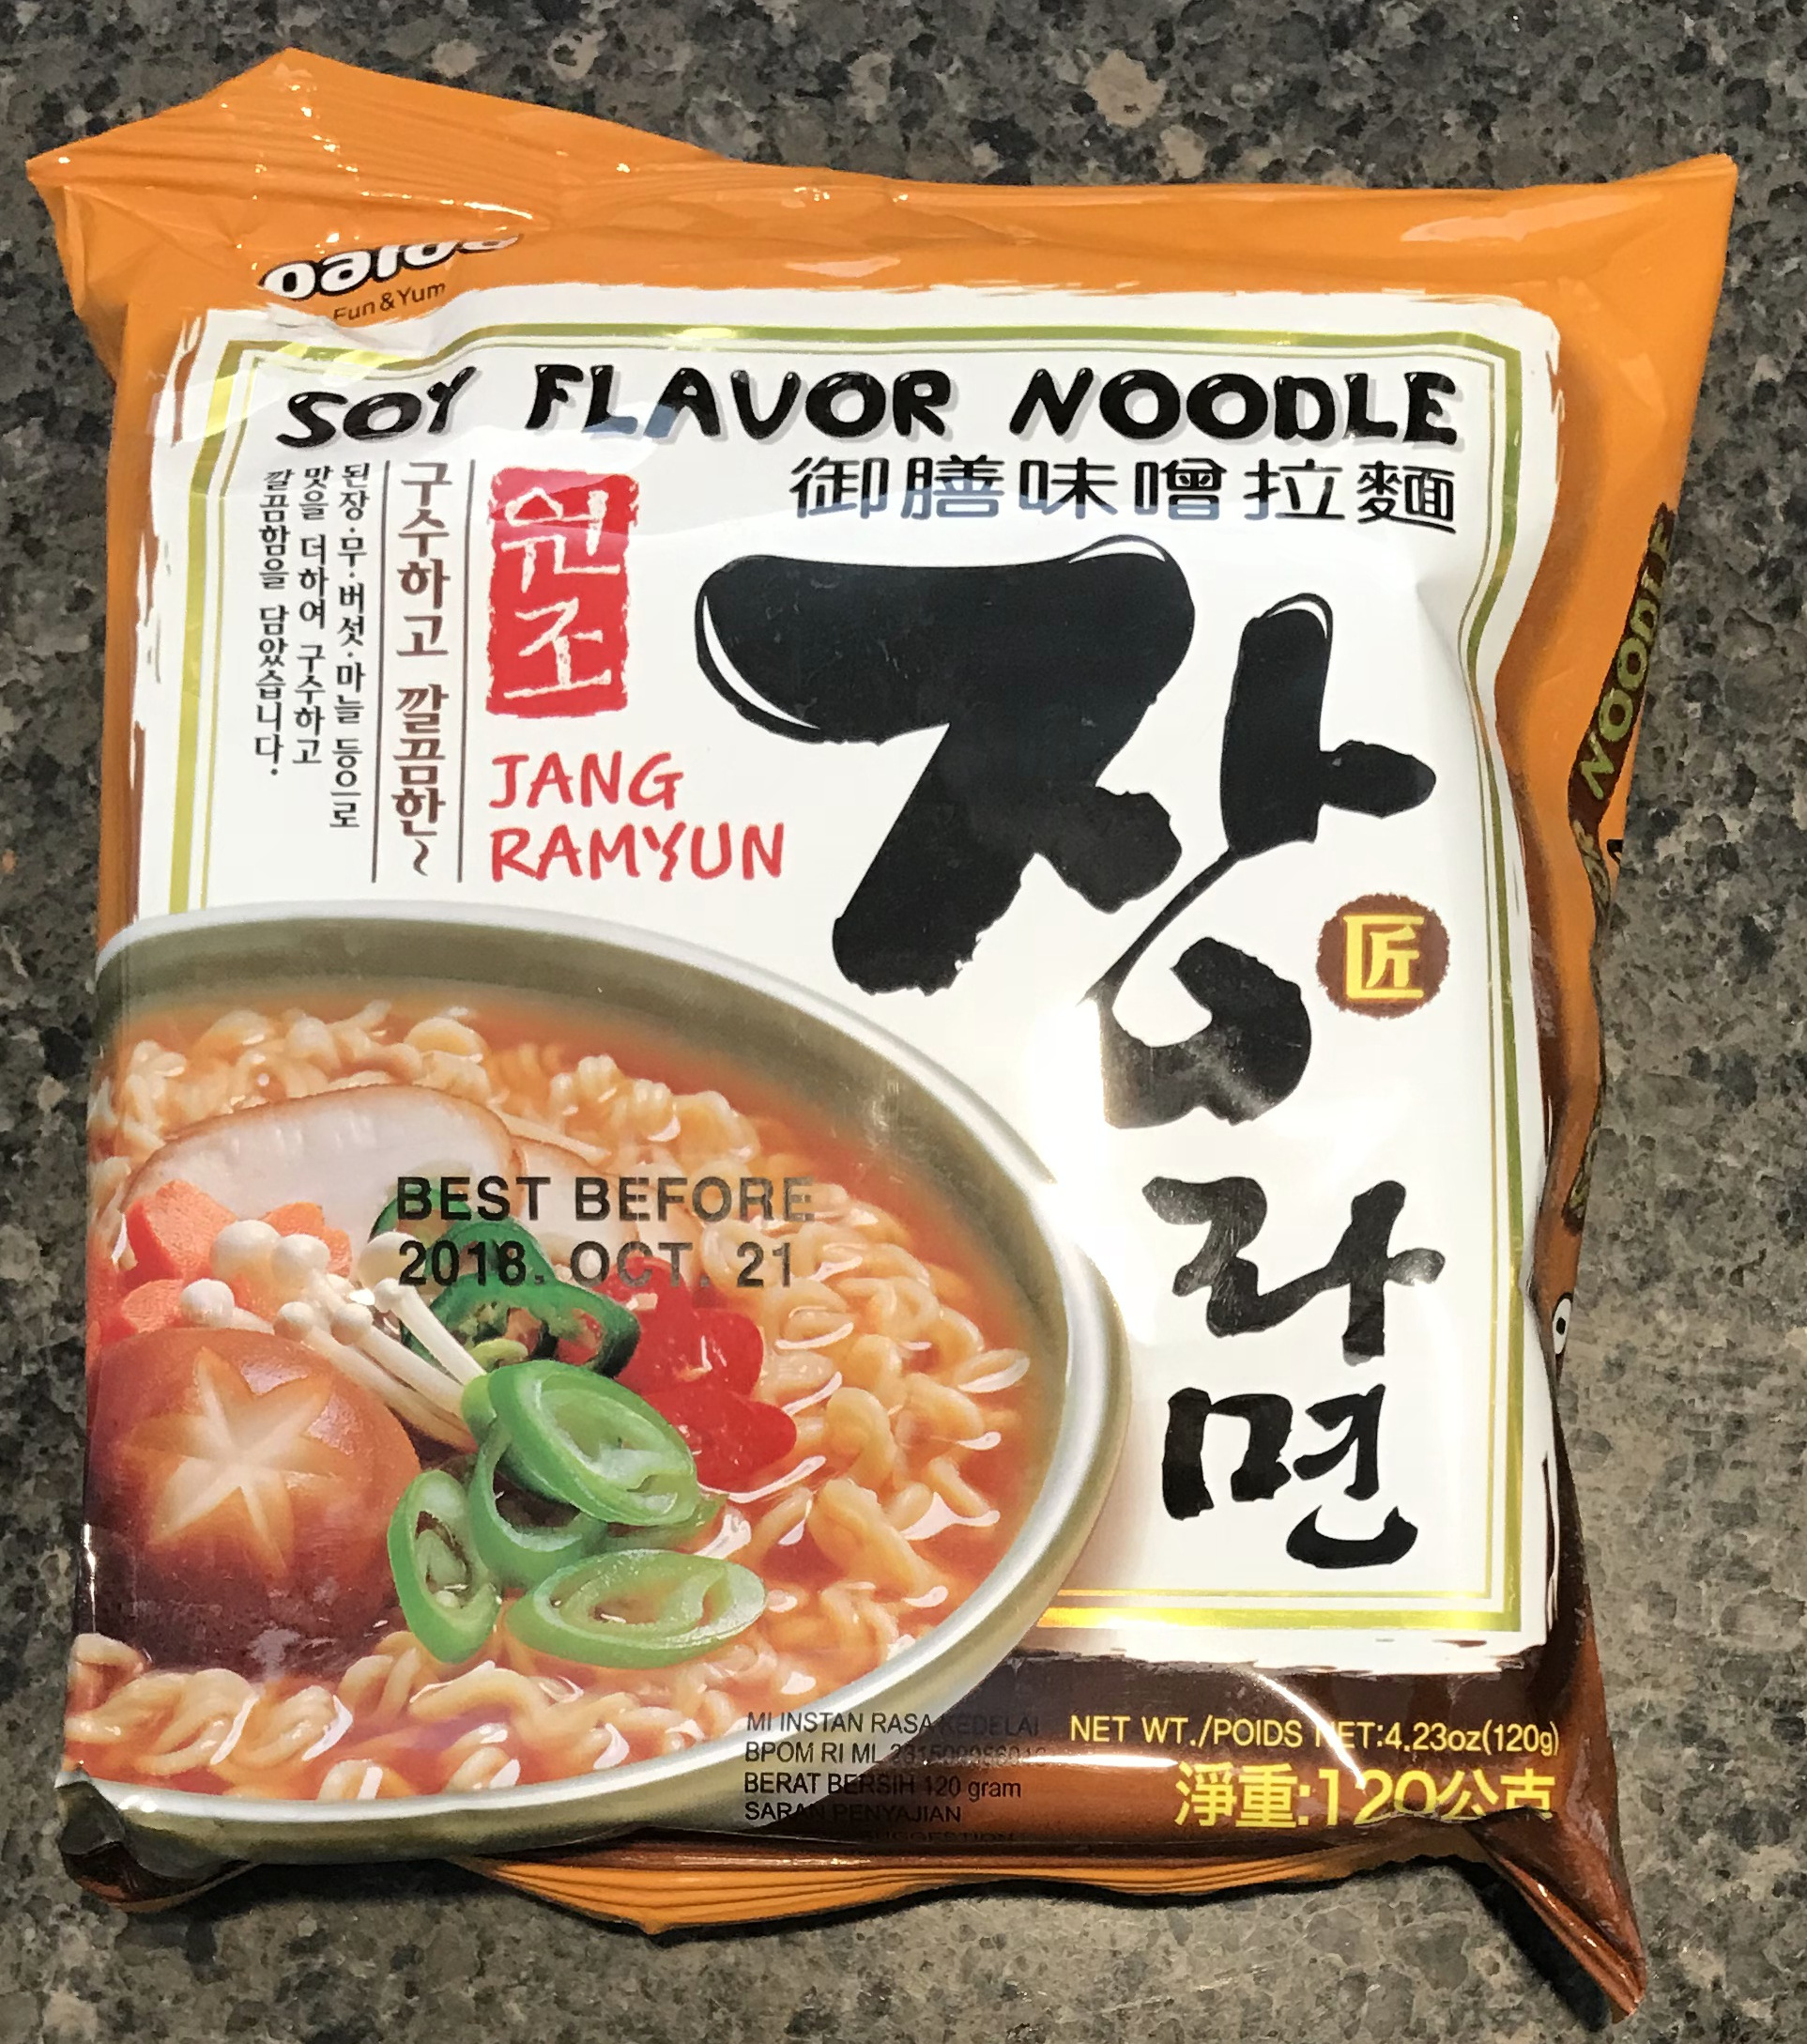 Fun&Yum
SOY FLAVOR NOODLE
御膳味噌拉麵
구수하고 깔끔한~
된장·무·버섯·마늘 등으로
맛을 더하여 구수하고
깔끔함을 담았습니다.
원조
JANG
RAMYUN
장
라면
匠
NOODLE
BEST BEFORE
2018. OCT. 21
MI INSTAN RASA KEDELAI
BPOM RI ML
BERAT BERSIH 120 gram
SARAN PENYAJIAN
NET WT./POIDS NET:4.23oz(120g)
淨重:120公克